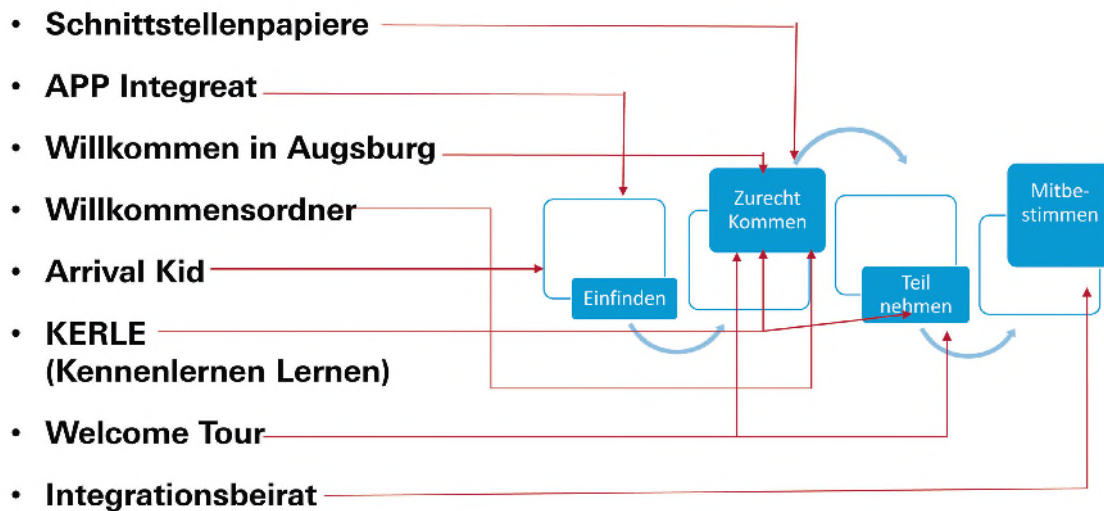 • Schnittstellenpapiere
• APP Integreat
• Willkommen in Augsburg
• Willkommensordner
• Arrival Kid
• KERLE
(Kennenlernen Lernen)
• Welcome Tour
• Integrationsbeirat
Einfinden
Zurecht
Kommen
Teil
nehmen
Mitbe-
stimmen